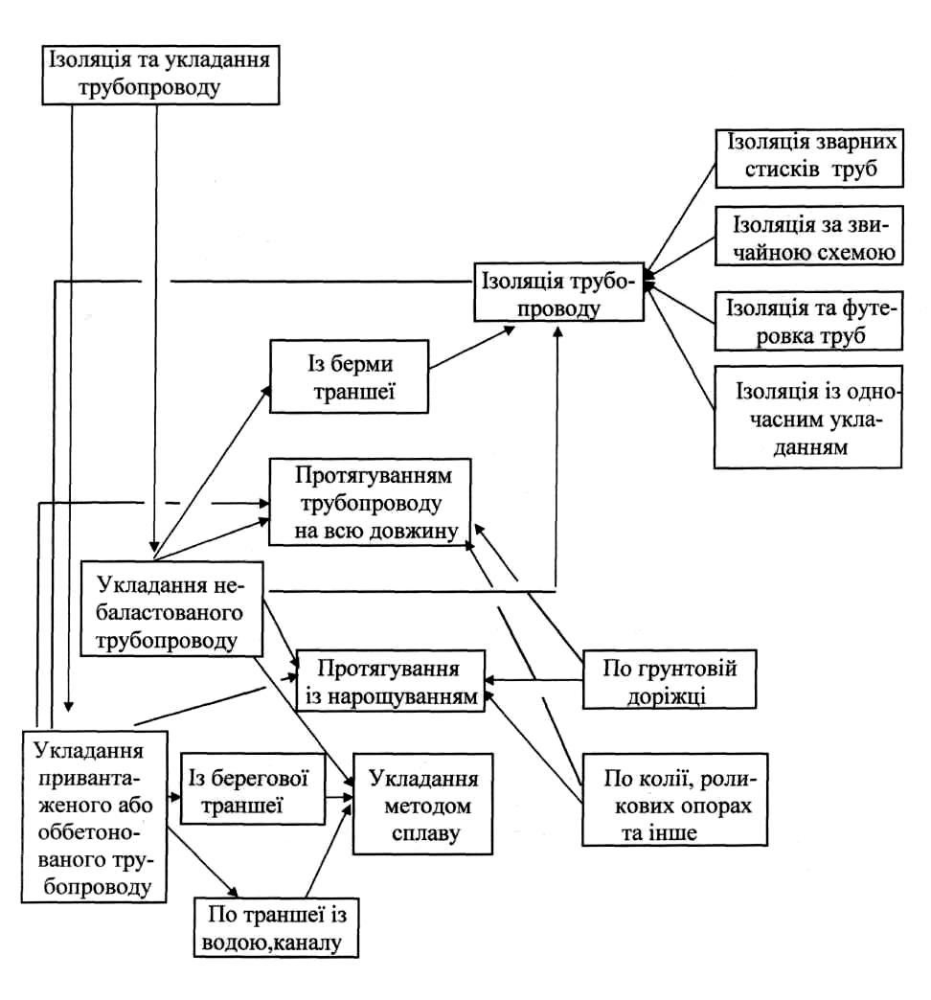 Ізоляція та укладання
трубопроводу
Ізоляція зварних
стисків труб
Ізоляція за зви-
чайною схемою
Ізоляція трубо-
проводу
Ізоляція та футе-
ровка труб
Із берми
траншеї
Ізоляція із одно-
часним укла-
данням
Протягуванням
трубопроводу
на всю довжину
Укладання не-
баластованого
трубопроводу
Протягування
із нарощуванням
По грунтовій
доріжці
Укладання
привanта-
женого або
оббетоно-
ваного тру-
бопроводу
Із берегової
траншеї
Укладання
методом
сплаву
По колії, роли-
кових опорах
та інше
По траншеї із
водою,каналу